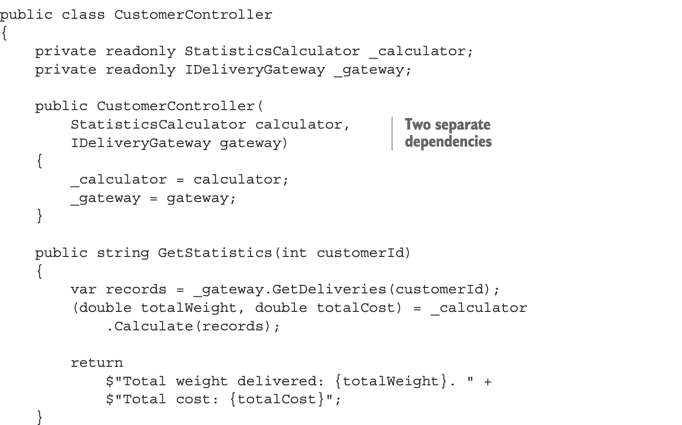 public class CustomerController
{
    private readonly StatisticsCalculator _calculator;
    private readonly IDeliveryGateway _gateway;

    public CustomerController(
        StatisticsCalculator calculator,
        IDeliveryGateway gateway)
Two separate
dependencies
    {
        _calculator = calculator;
        _gateway = gateway;
    }

    public string GetStatistics(int customerId)
    {
        var records = _gateway.GetDeliveries(customerId);
        (double totalWeight, double totalCost) = _calculator
            .Calculate(records);

        return
            $"Total weight delivered: {totalWeight}. " +
            $"Total cost: {totalCost}";
    }